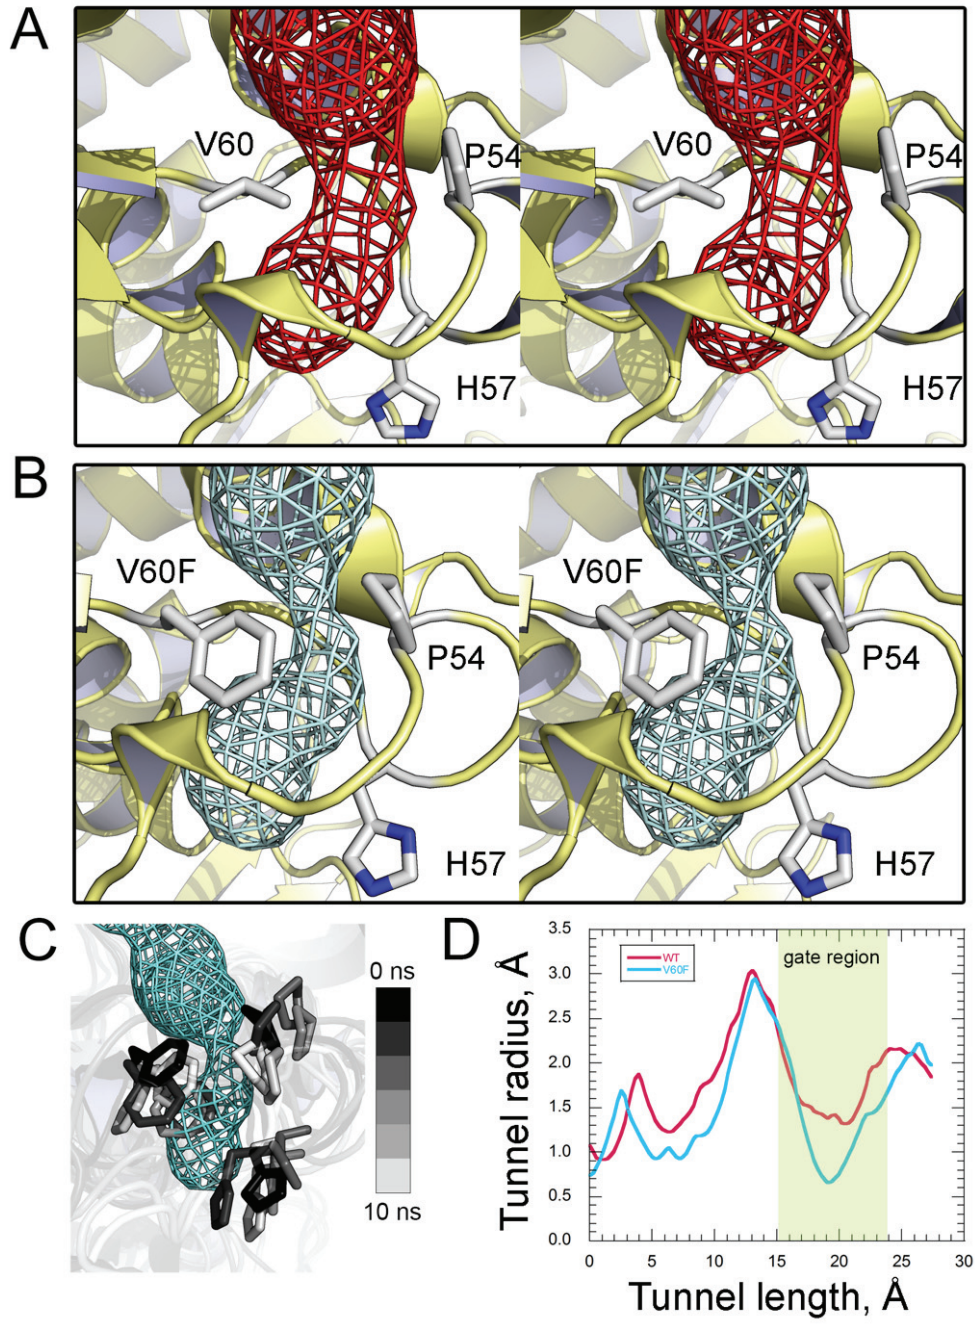 A
V60
P54
H57
V60
P54
H57
B
V60F
P54
H57
V60F
P54
H57
C
0 ns
10 ns
D
Tunnel radius, Å
3.5
3.0
2.5
2.0
1.5
1.0
0.5
0.0
WT
V60F
gate region
0
5
10
15
20
25
30
Tunnel length, Å